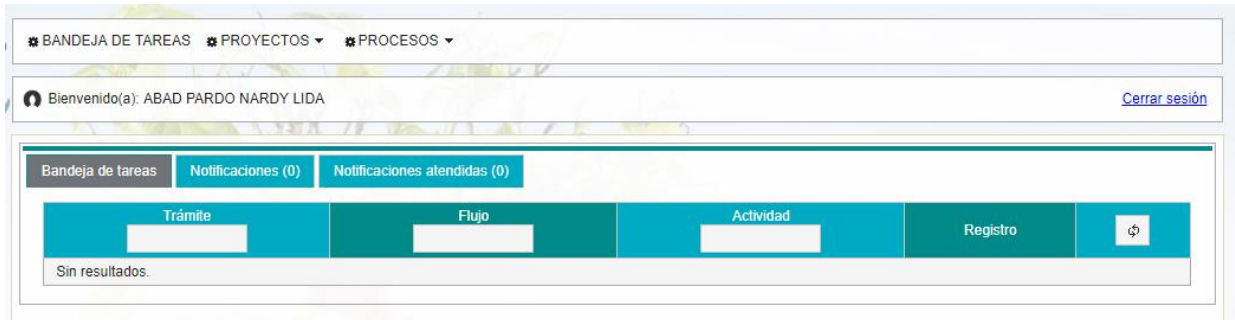 BANDEJA DE TAREAS PROYECTOS PROCESOS
Bienvenido(a): ABAD PARDO NARDY LIDA Cerrar sesión
Bandeja de tareas Notificaciones (0) Notificaciones atendidas (0)
Trámite Flujo Actividad Registro
Sin resultados.